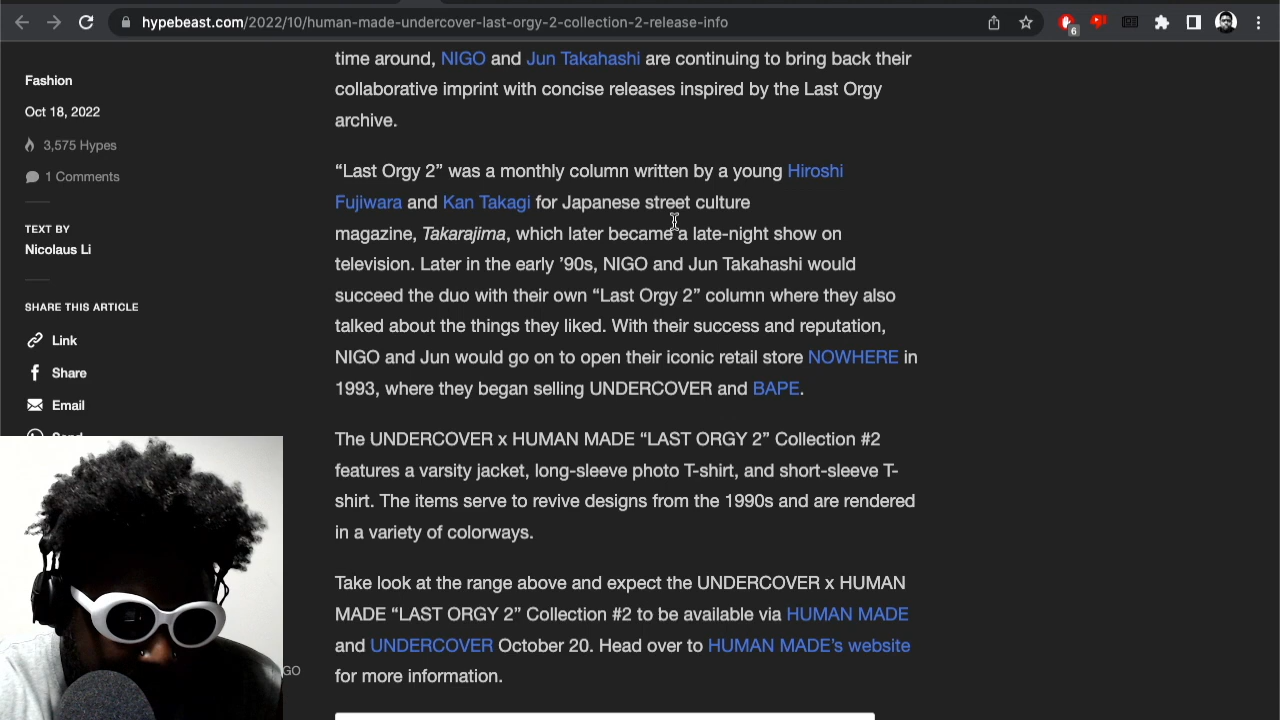 hypebeast.com/2022/10/human-made-undercover-last-orgy-2-collection-2-release-info
6
Fashion
Oct 18, 2022
3,575 Hypes
1 Comments
TEXT BY
Nicolaus Li
SHARE THIS ARTICLE
Link
Share
Email
time around, NIGO and Jun Takahashi are continuing to bring back their
collaborative imprint with concise releases inspired by the Last Orgy
archive.
“Last Orgy 2” was a monthly column written by a young Hiroshi
Fujiwara and Kan Takagi for Japanese street culture
magazine, Takarajima, which later became a late-night show on
television. Later in the early ’90s, NIGO and Jun Takahashi would
succeed the duo with their own “Last Orgy 2” column where they also
talked about the things they liked. With their success and reputation,
NIGO and Jun would go on to open their iconic retail store NOWHERE in
1993, where they began selling UNDERCOVER and BAPE.
The UNDERCOVER x HUMAN MADE “LAST ORGY 2” Collection #2
features a varsity jacket, long-sleeve photo T-shirt, and short-sleeve T-
shirt. The items serve to revive designs from the 1990s and are rendered
in a variety of colorways.
Take look at the range above and expect the UNDERCOVER x HUMAN
MADE “LAST ORGY 2” Collection #2 to be available via HUMAN MADE
and UNDERCOVER October 20. Head over to HUMAN MADE’s website
for more information.